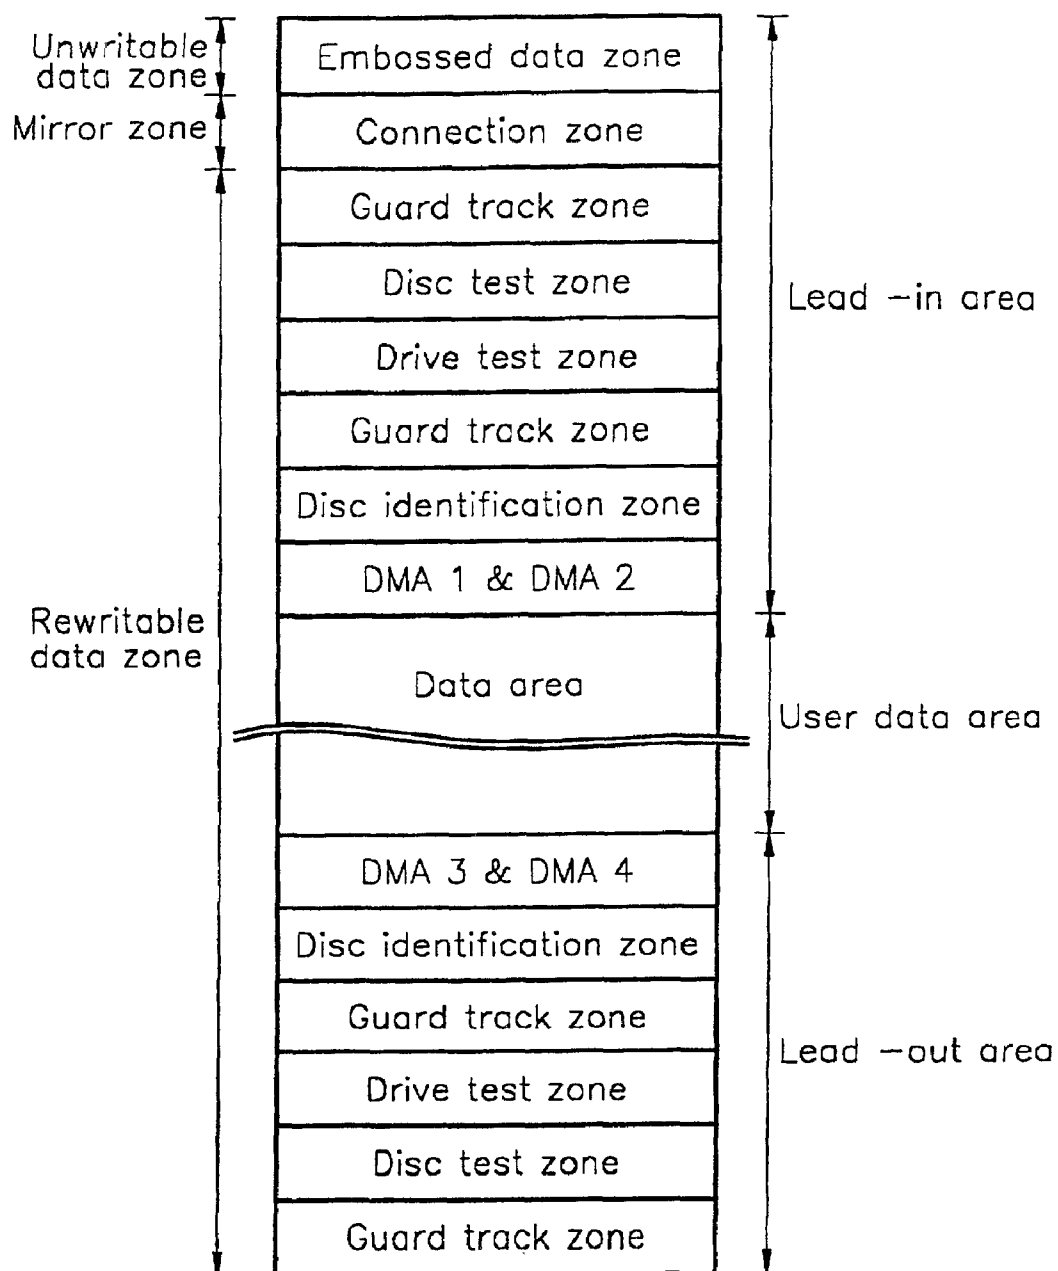 Unwritable
data zone
Embossed data zone
Mirror zone
Connection zone
Guard track zone
Disc test zone
Lead -in area
Drive test zone
Guard track zone
Disc identification zone
DMA 1 & DMA 2
Rewritable
data zone
Data area
User data area
DMA 3 & DMA 4
Disc identification zone
Guard track zone
Lead -out area
Drive test zone
Disc test zone
Guard track zone